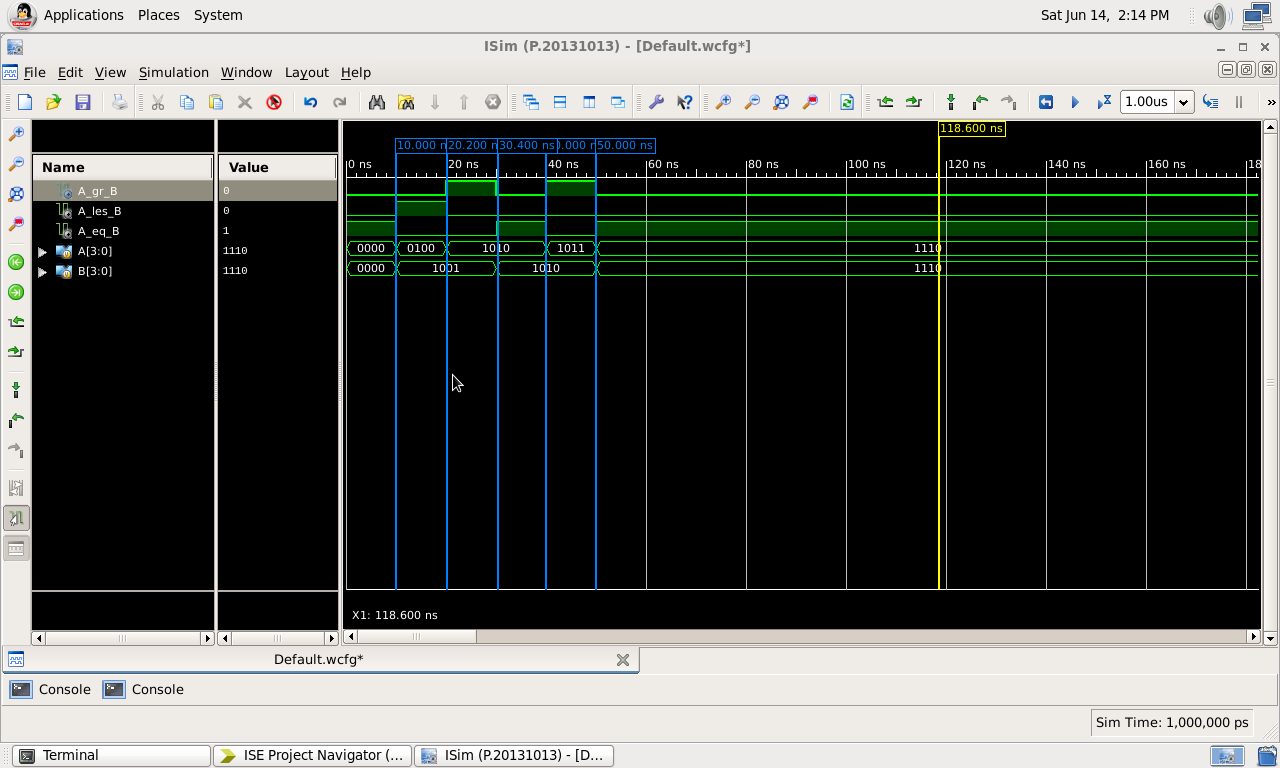 Applications Places System Sat Jun 14, 2:14 PM
ISim (P.20131013) - [Default.wcfg*]
File Edit View Simulation Window Layout Help
1.00us »
118.600 ns
10.000 n 20.200 n 30.400 ns 0.000 n 50.000 ns
Name Value
0 ns 20 ns 40 ns 60 ns 80 ns 100 ns 120 ns 140 ns 160 ns 18
A_gr_B 0
A_les_B 0
A_eq_B 1
A[3:0] 1110 0000 0100 1010 1011 1110
B[3:0] 1110 0000 1001 1010 1110
X1: 118.600 ns
Default.wcfg*
Console Console
Sim Time: 1,000,000 ps
Terminal ISE Project Navigator (... ISim (P.20131013) - [D...